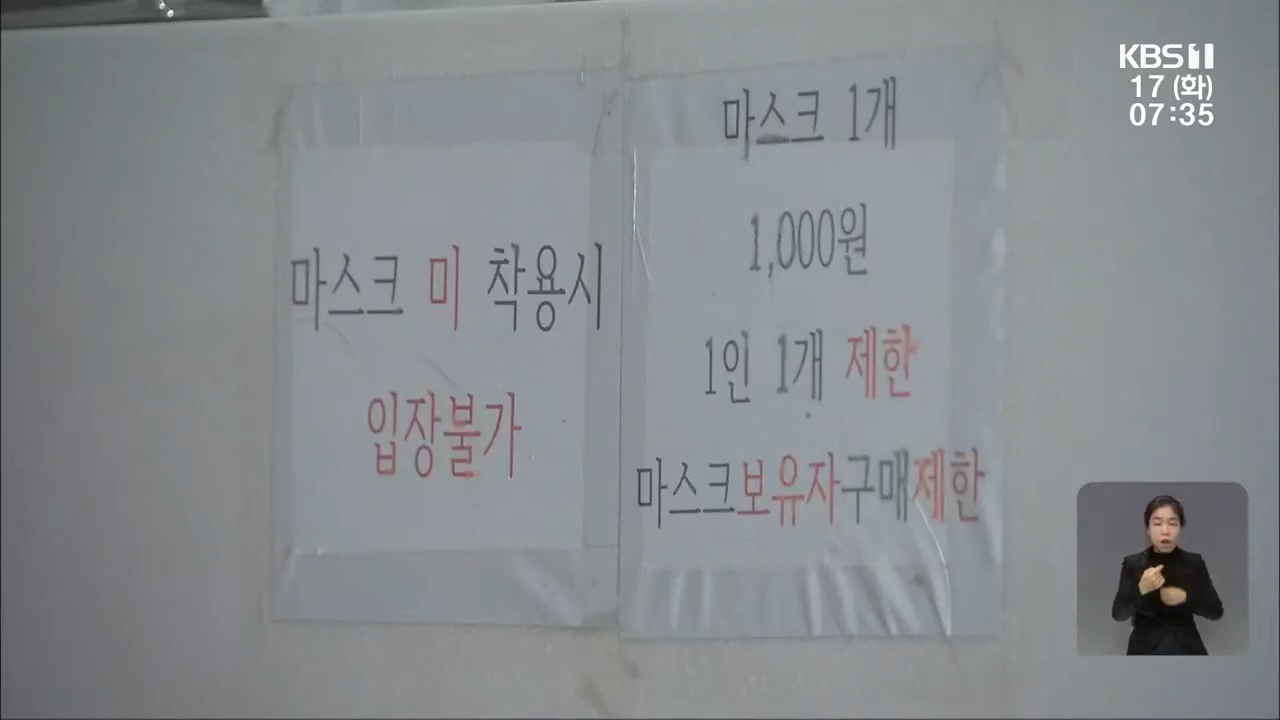 KBS 1
17 (화)
07:35
마스크 미 착용시
입장불가
마스크 1개
1,000원
1인 1개 제한
마스크보유자구매제한